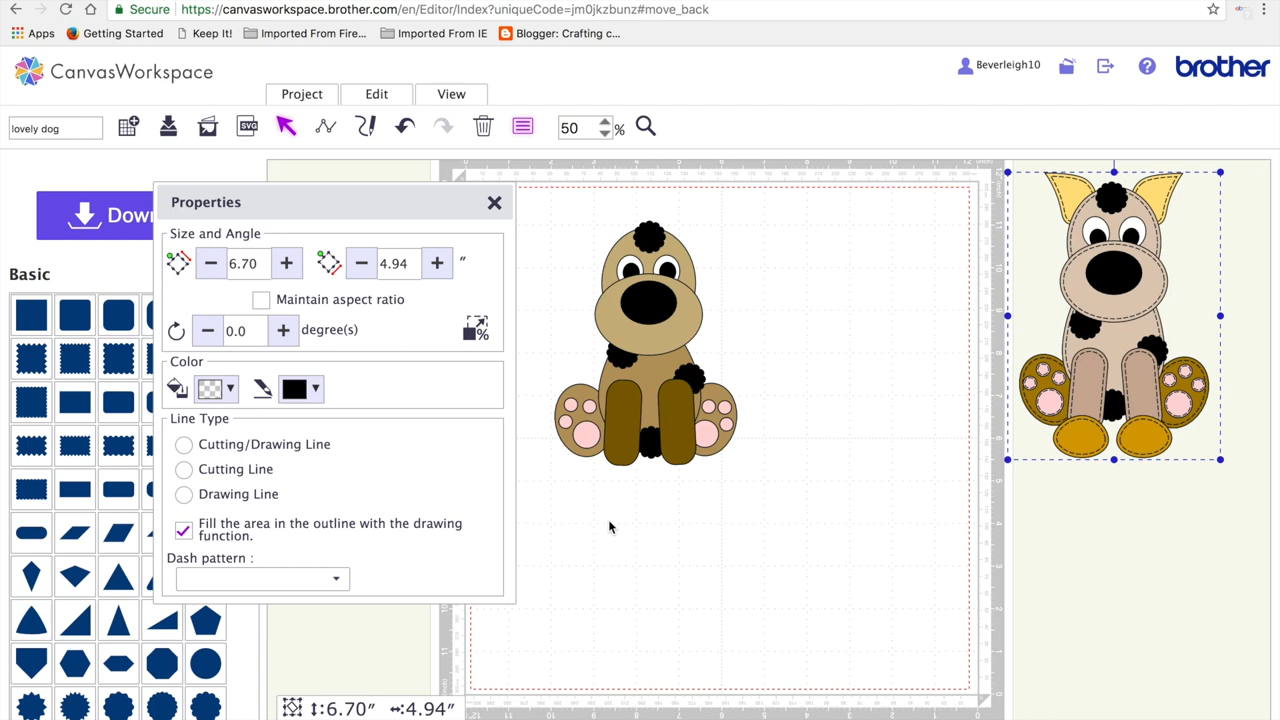 Secure https://canvasworkspace.brother.com/en/Editor/Index?uniqueCode=jm0jkzbunz#move_back
Apps Getting Started Keep It! Imported From Fire... Imported From IE Blogger: Crafting c...
CanvasWorkspace
Beverleigh10
brother
Project Edit View
lovely dog
SVG
50 %
Properties
Size and Angle
6.70
4.94 ″
Maintain aspect ratio
0.0 degree(s)
%
Color
Line Type
Cutting/Drawing Line
Cutting Line
Drawing Line
Fill the area in the outline with the drawing
function.
Dash pattern :
Down
Basic
↕:6.70″ ↔:4.94″